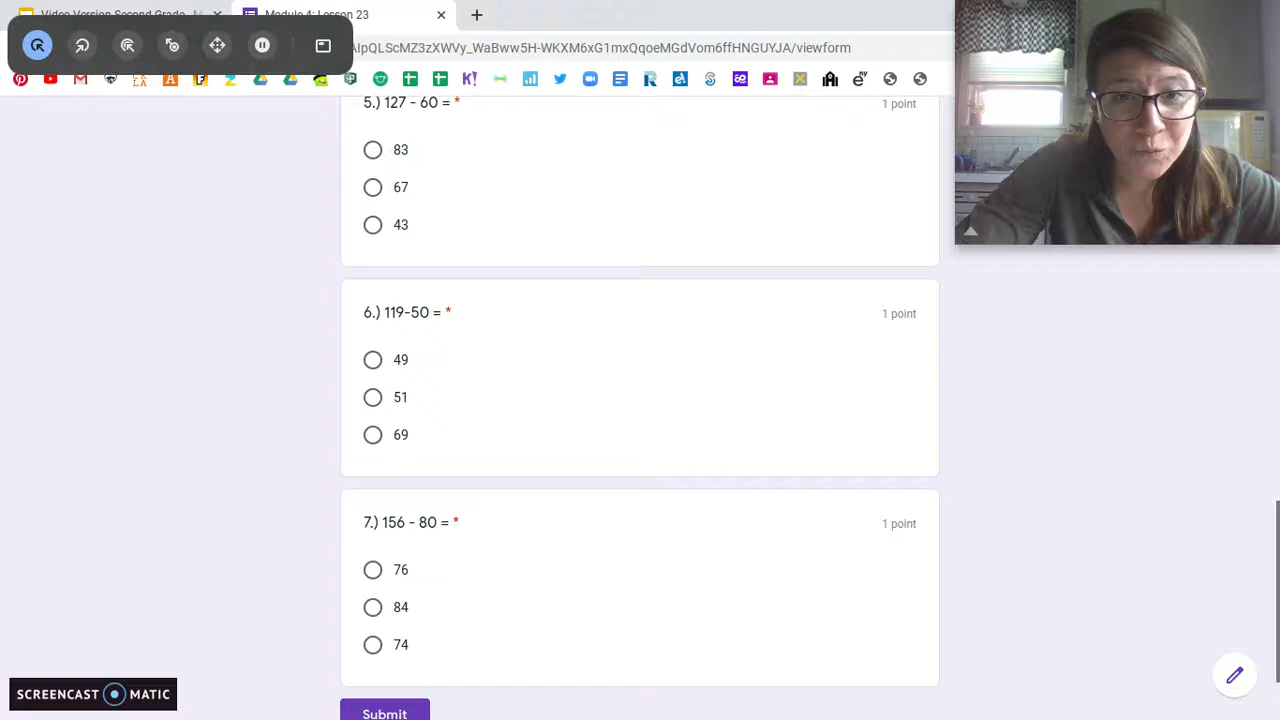 Video Version Second Grade
Module 4: Lesson 23
AIpQLScMZ3zXWVy_WaBww5H-WKXM6xG1mxQqoeMGdVom6ffHNGUYJA/viewform
5.) 127 - 60 = *
1 point
83
67
43
6.) 119-50 = *
1 point
49
51
69
7.) 156 - 80 = *
1 point
76
84
74
Submit
SCREENCAST MATIC